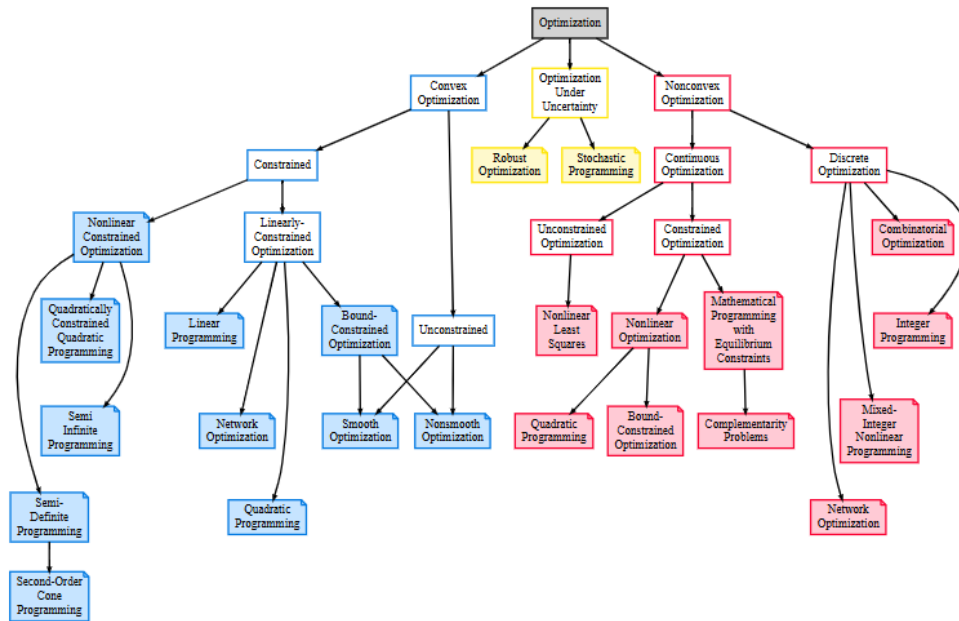 Optimization
Convex
Optimization
Optimization
Under
Uncertainty
Nonconvex
Optimization
Constrained
Robust
Optimization
Stochastic
Programming
Continuous
Optimization
Discrete
Optimization
Nonlinear
Constrained
Optimization
Linearly-
Constrained
Optimization
Unconstrained
Optimization
Constrained
Optimization
Combinatorial
Optimization
Quadratically
Constrained
Quadratic
Programming
Linear
Programming
Bound-
Constrained
Optimization
Unconstrained
Nonlinear
Least
Squares
Nonlinear
Optimization
Mathematical
Programming
with
Equilibrium
Constraints
Integer
Programming
Semi
Infinite
Programming
Network
Optimization
Smooth
Optimization
Nonsmooth
Optimization
Quadratic
Programming
Bound-
Constrained
Optimization
Complementarity
Problems
Mixed-
Integer
Nonlinear
Programming
Semi-
Definite
Programming
Quadratic
Programming
Network
Optimization
Second-Order
Cone
Programming